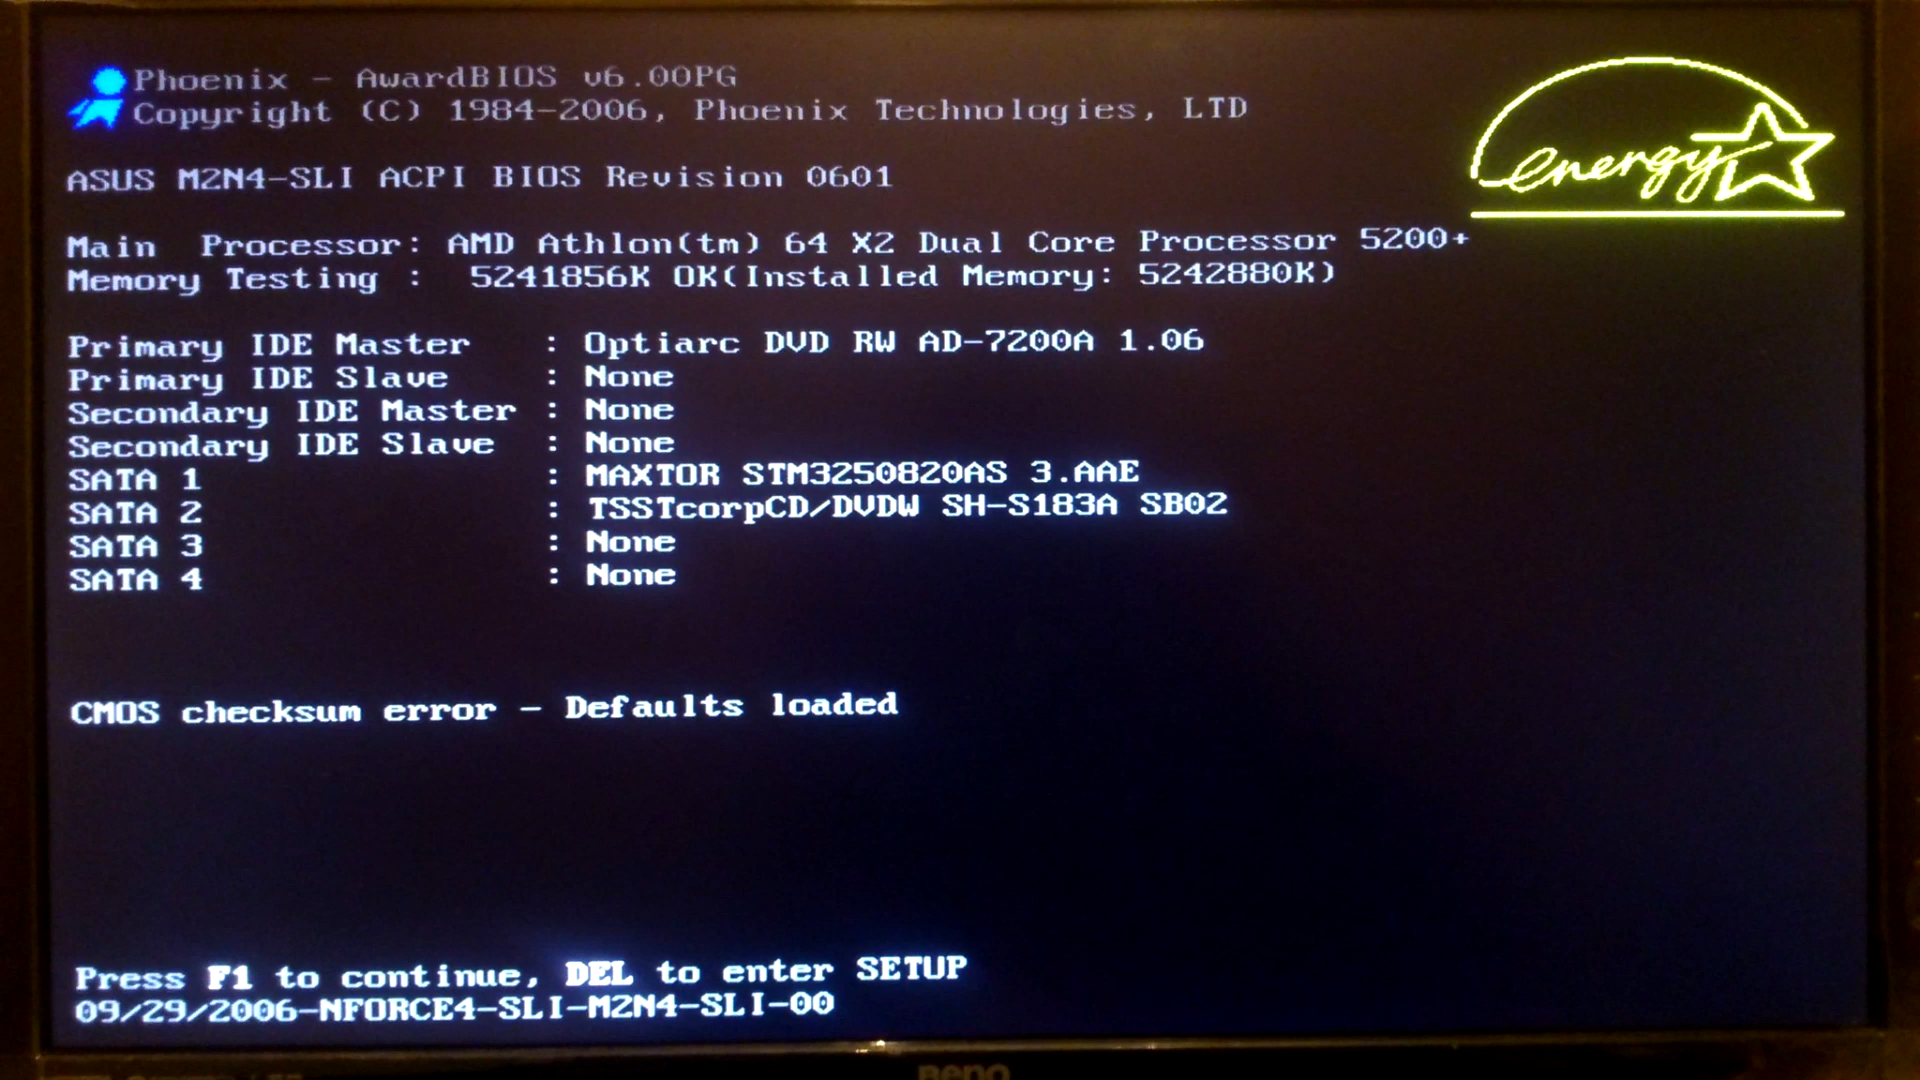 Phoenix - AwardBIOS v6.00PG
Copyright (C) 1984-2006, Phoenix Technologies, LTD
energy
ASUS M2N4-SLI ACPI BIOS Revision 0601
Main Processor: AMD Athlon(tm) 64 X2 Dual Core Processor 5200+
Memory Testing : 5241856K OK(Installed Memory: 5242880K)
Primary IDE Master : Optiarc DVD RW AD-7200A 1.06
Primary IDE Slave : None
Secondary IDE Master : None
Secondary IDE Slave : None
SATA 1 : MAXTOR STM3250820AS 3.AAE
SATA 2 : TSSTcorpCD/DVDW SH-S183A SB02
SATA 3 : None
SATA 4 : None
CMOS checksum error - Defaults loaded
Press F1 to continue, DEL to enter SETUP
09/29/2006-NFORCE4-SLI-M2N4-SLI-00
BenQ